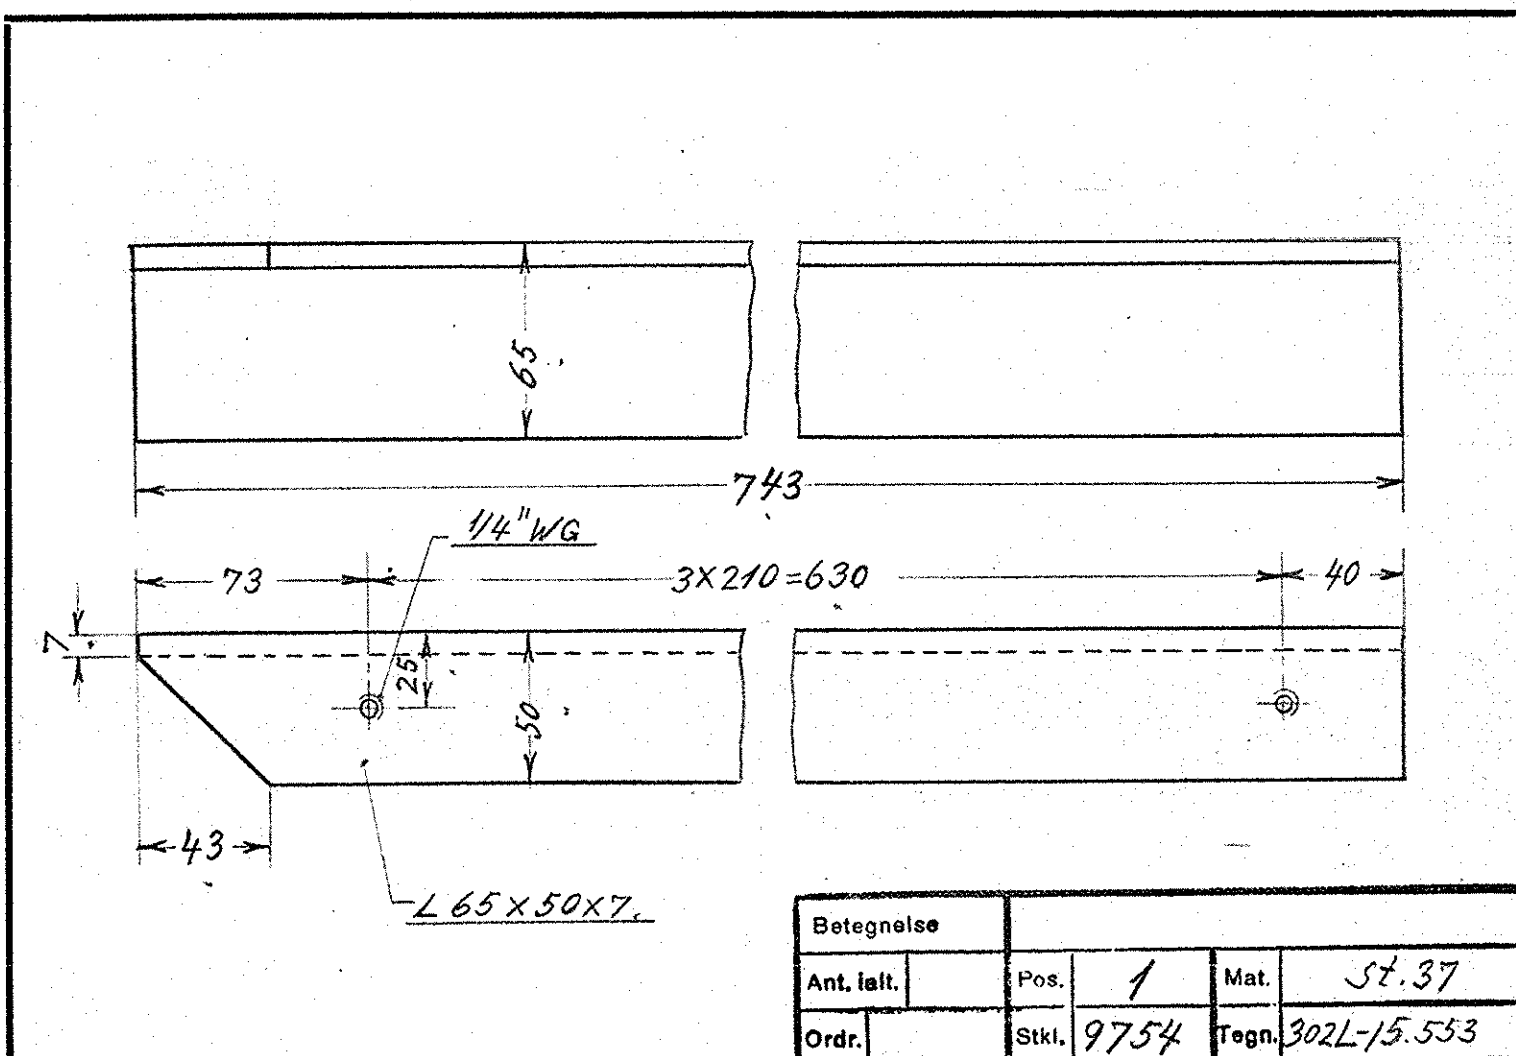 65
743
1/4" WG
73
3X210=630
40
7
25
50
43
L 65X50X7.
Betegnelse
Ant. ialt.
Pos. 1
Mat. St. 37
Ordr.
Stkl. 9754
Tegn. 302L-15.553